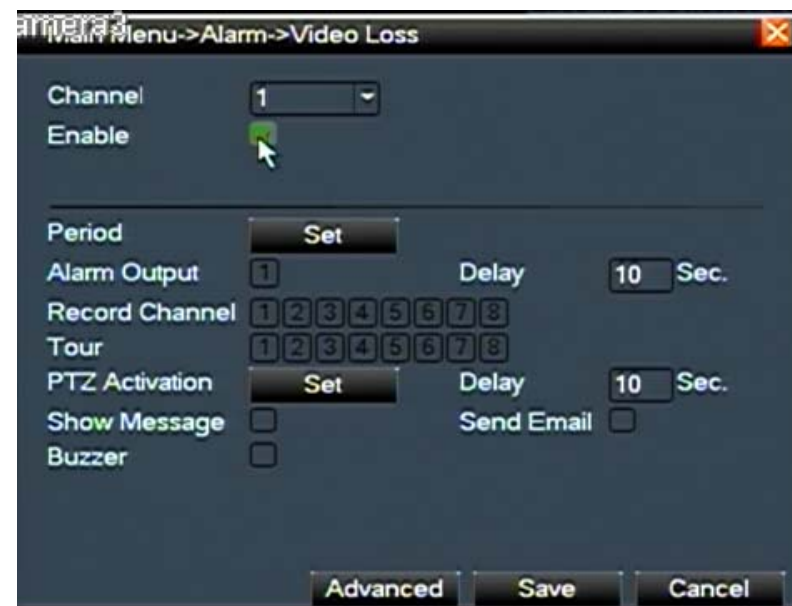 Main Menu->Alarm->Video Loss
Channel 1
Enable
Period Set
Alarm Output 1 Delay 10 Sec.
Record Channel 1 2 3 4 5 6 7 8
Tour 1 2 3 4 5 6 7 8
PTZ Activation Set Delay 10 Sec.
Show Message Send Email
Buzzer
Advanced Save Cancel